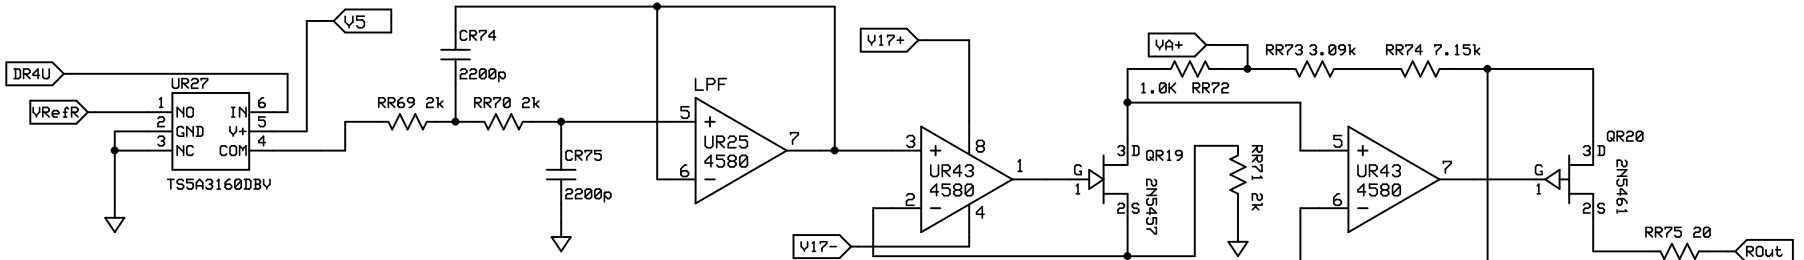 V5
DR4U
VRefR
UR27
1 NO IN 6
2 GND V+ 5
3 NC COM 4
TS5A3160DBV
CR74
2200p
RR69 2k
RR70 2k
CR75
2200p
LPF
5 +
UR25
4580
6 -
7
V17+
3 +
8
UR43
4580
1
2 -
4
V17-
VA+
1.0K RR72
RR73 3.09k
RR74 7.15k
3 D
QR19
G
1
2N5457
2 S
RR71 2k
5 +
UR43
4580
7
6 -
QR20
3 D
G
1
2N5461
2 S
RR75 20
ROut